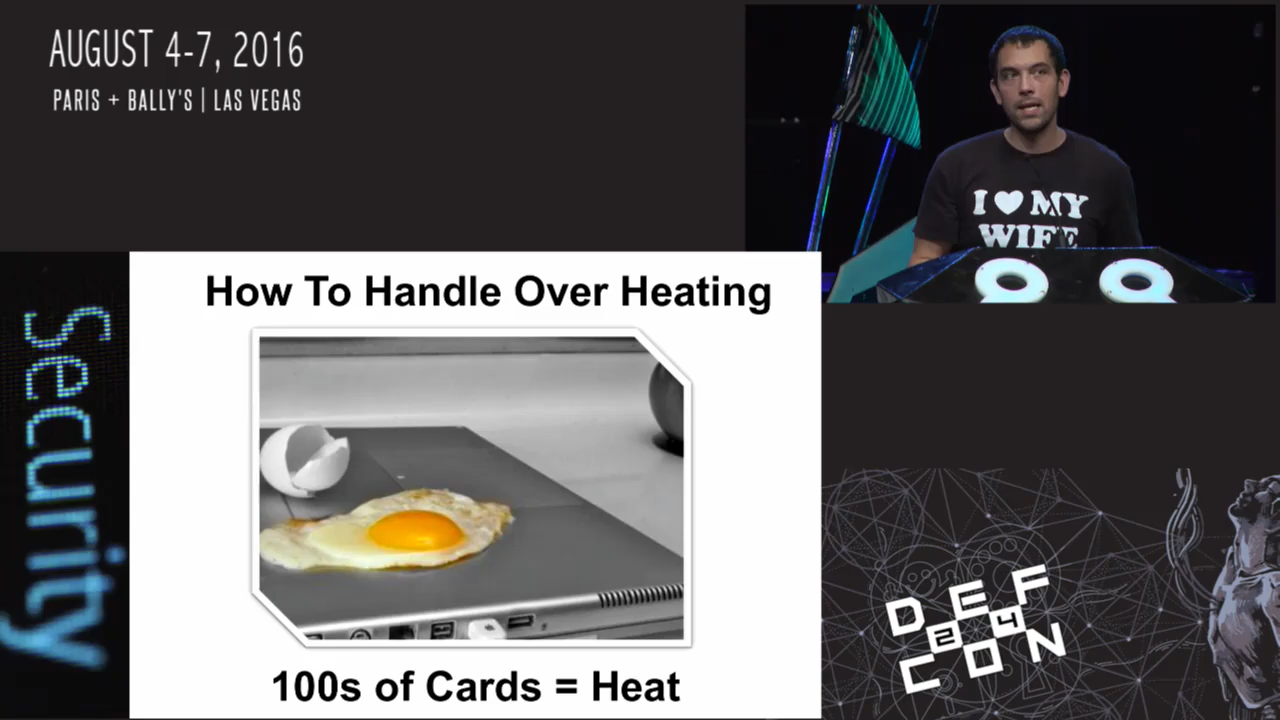 AUGUST 4-7, 2016
PARIS + BALLY'S | LAS VEGAS
I ♥ MY
WIFE
How To Handle Over Heating
100s of Cards = Heat
Security
DEF
24
CON